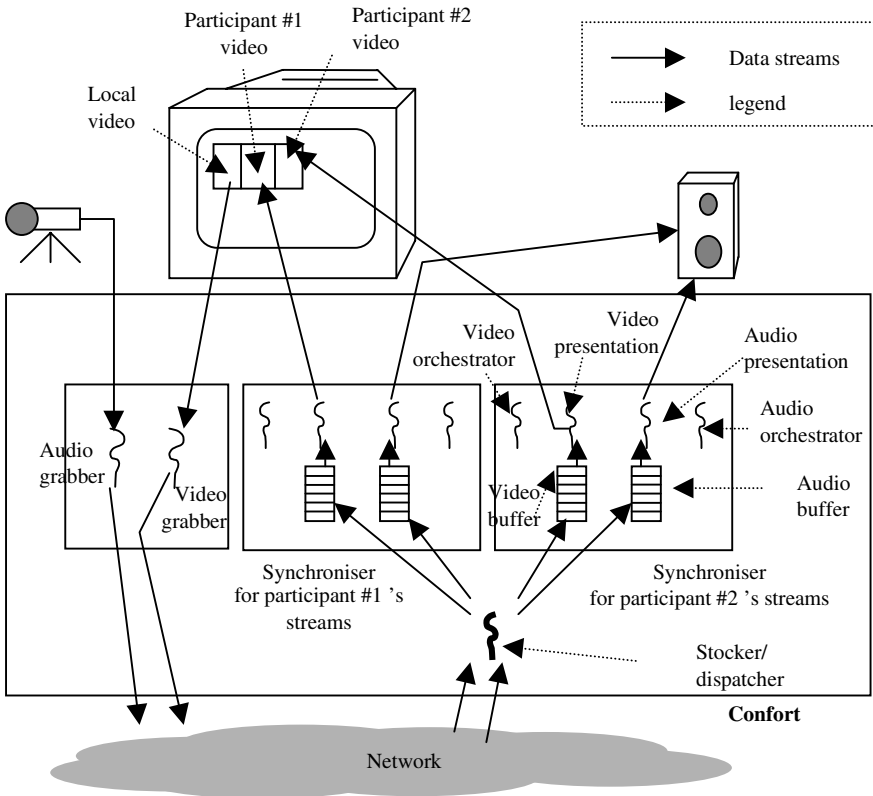 Participant #1
video
Participant #2
video
Data streams
legend
Local
video
Video
orchestrator
Video
presentation
Audio
presentation
Audio
orchestrator
Audio
grabber
Video
grabber
Video
buffer
Audio
buffer
Synchroniser
for participant #1 ’s
streams
Synchroniser
for participant #2 ’s streams
Stocker/
dispatcher
Confort
Network